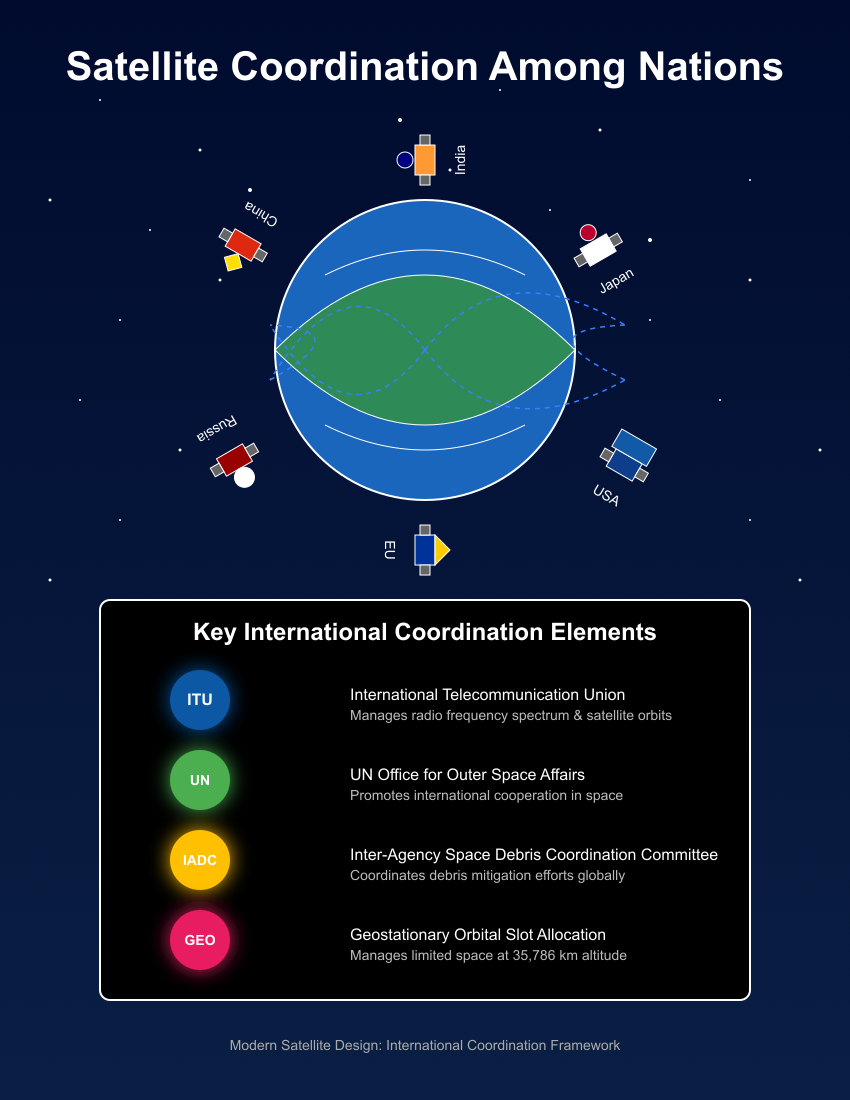 Satellite Coordination Among Nations
India
China
Japan
Russia
USA
EU
Key International Coordination Elements
ITU
International Telecommunication Union
Manages radio frequency spectrum & satellite orbits
UN
UN Office for Outer Space Affairs
Promotes international cooperation in space
IADC
Inter-Agency Space Debris Coordination Committee
Coordinates debris mitigation efforts globally
GEO
Geostationary Orbital Slot Allocation
Manages limited space at 35,786 km altitude
Modern Satellite Design: International Coordination Framework